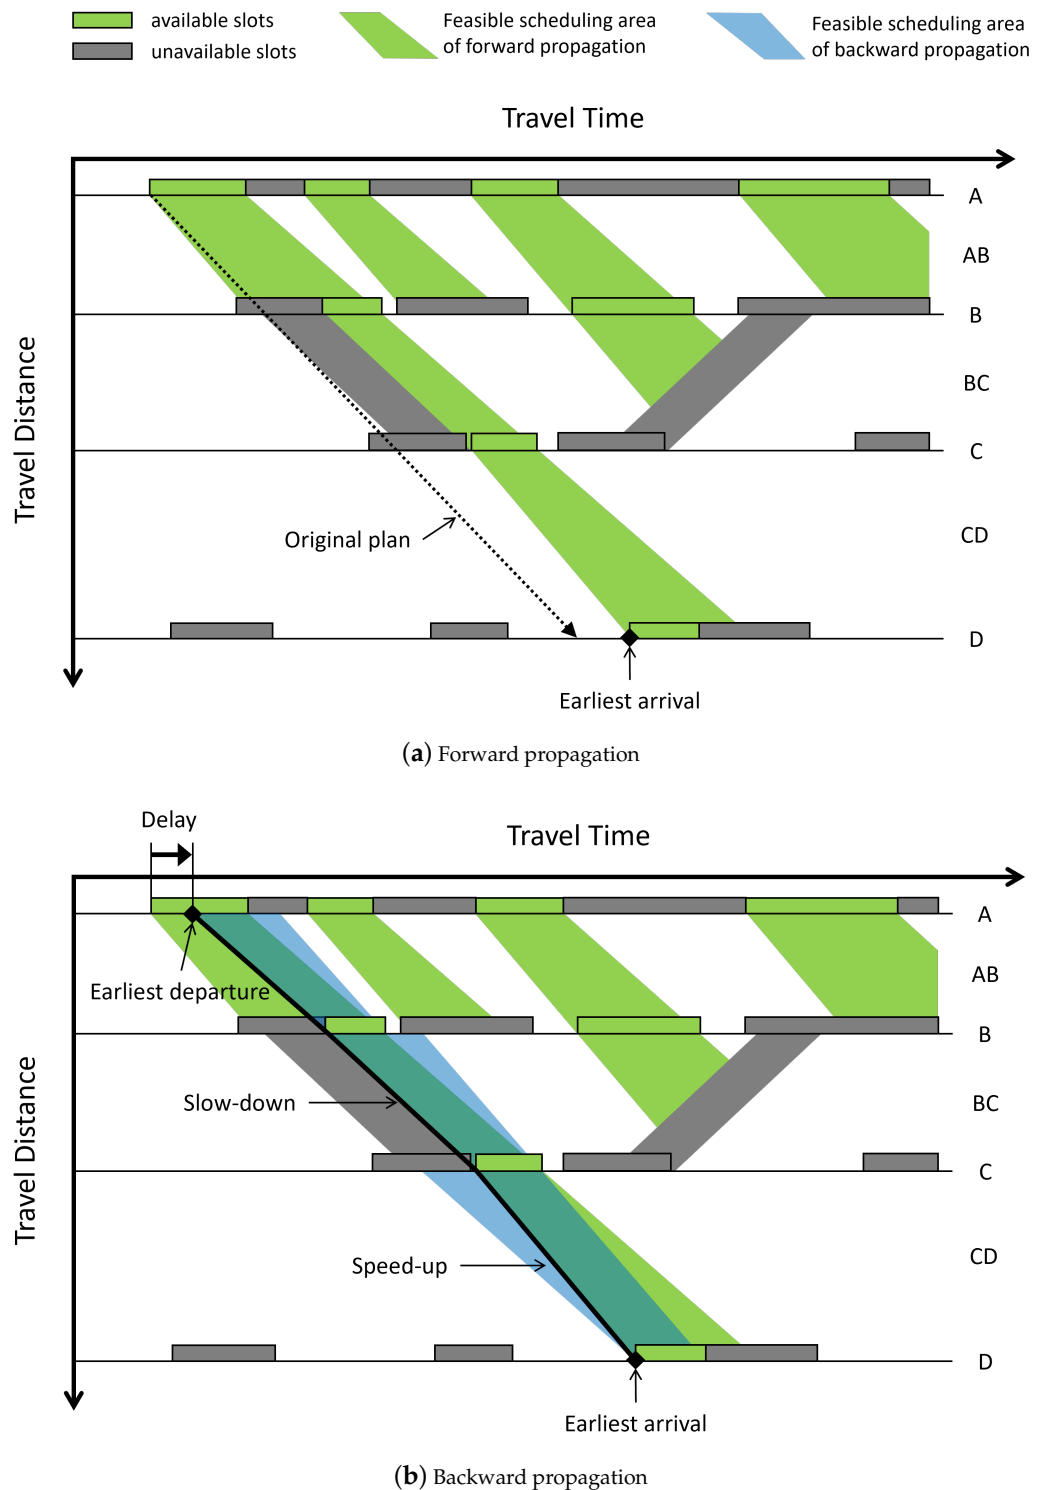 available slots
unavailable slots
Feasible scheduling area
of forward propagation
Feasible scheduling area
of backward propagation
Travel Time
Travel Distance
A
AB
B
BC
C
CD
D
Original plan
Earliest arrival
(a) Forward propagation
Delay
Travel Time
Travel Distance
A
AB
B
BC
C
CD
D
Earliest departure
Slow-down
Speed-up
Earliest arrival
(b) Backward propagation